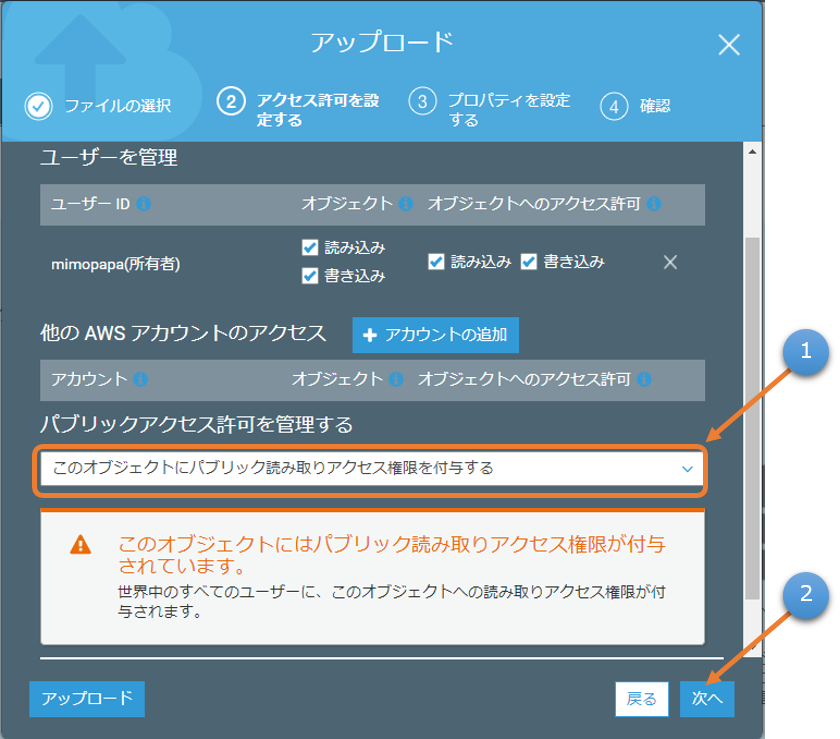 アップロード
ファイルの選択
2 アクセス許可を設
定する
3 プロパティを設定
する
4 確認
ユーザーを管理
ユーザー ID オブジェクト オブジェクトへのアクセス許可
mimopapa(所有者) 読み込み 読み込み 書き込み
書き込み
他の AWS アカウントのアクセス + アカウントの追加
アカウント オブジェクト オブジェクトへのアクセス許可
1
パブリックアクセス許可を管理する
このオブジェクトにパブリック読み取りアクセス権限を付与する
このオブジェクトにはパブリック読み取りアクセス権限が付与
されています。
世界中のすべてのユーザーに、このオブジェクトへの読み取りアクセス権限が付
与されます。
2
アップロード 戻る 次へ